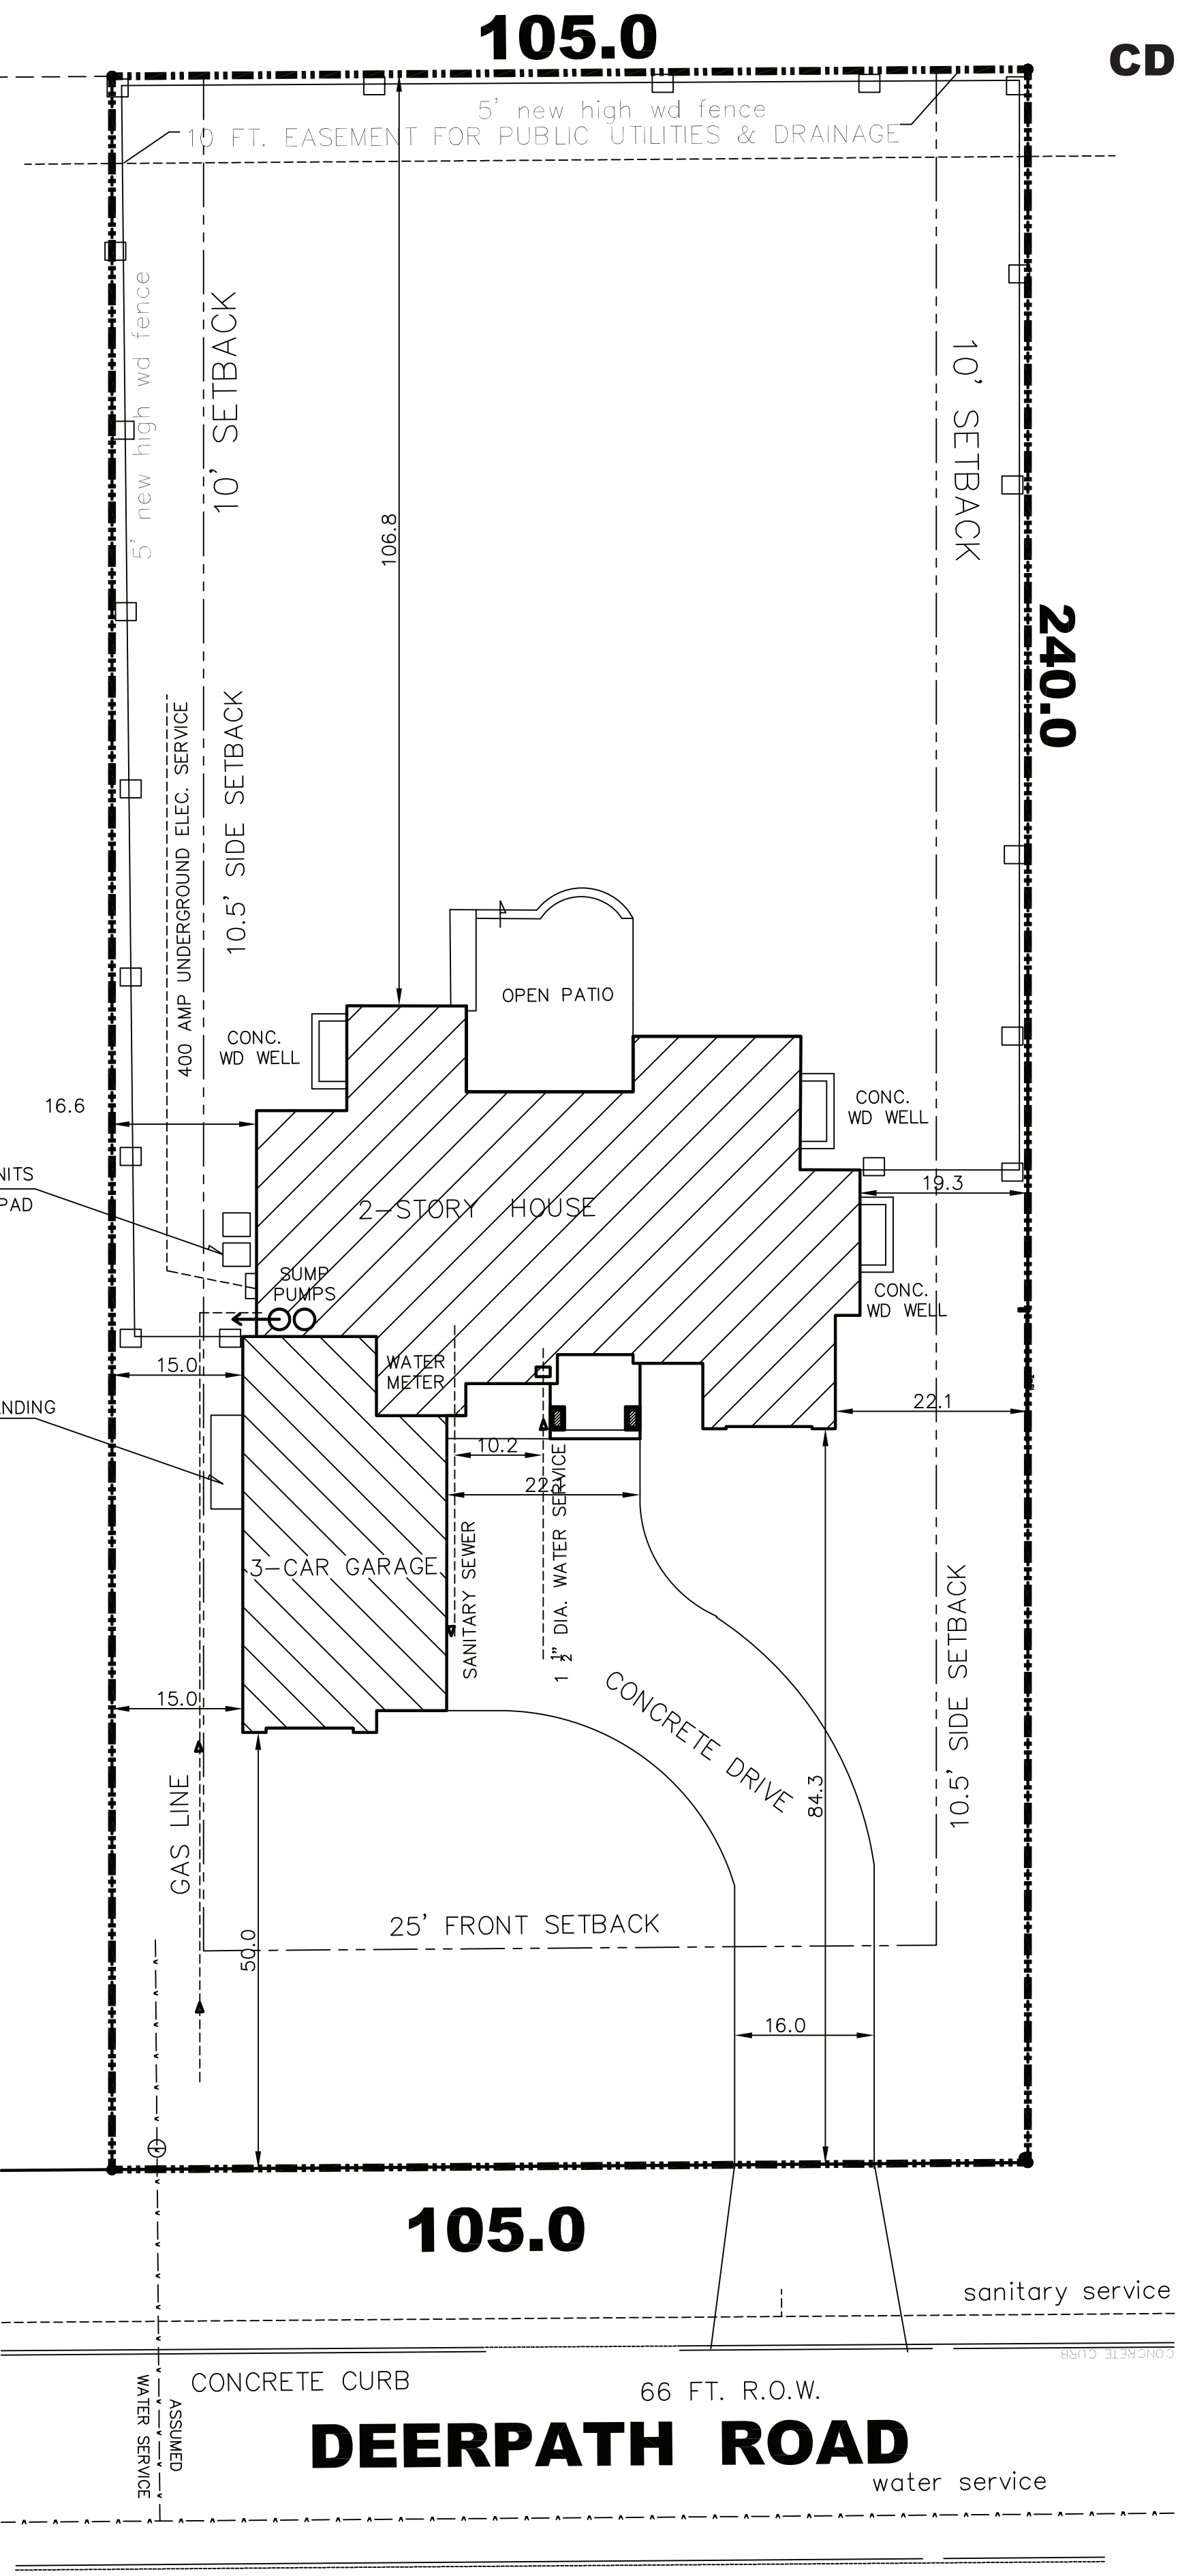 105.0
CD
5' new high wd fence
10 FT. EASEMENT FOR PUBLIC UTILITIES & DRAINAGE
5' new high wd fence
10' SETBACK
10' SETBACK
106.8
240.0
400 AMP UNDERGROUND ELEC. SERVICE
10.5' SIDE SETBACK
OPEN PATIO
CONC.
WD WELL
16.6
CONC.
WD WELL
NITS
PAD
19.3
2-STORY HOUSE
SUMP
PUMPS
CONC.
WD WELL
15.0
WATER
METER
NDING
22.1
10.2
22.1
SANITARY SEWER
1 1/2" DIA. WATER SERVICE
3-CAR GARAGE
10.5' SIDE SETBACK
15.0
CONCRETE DRIVE
GAS LINE
84.3
25' FRONT SETBACK
50.0
16.0
105.0
sanitary service
CONCRETE CURB
CONCRETE CURB
66 FT. R.O.W.
ASSUMED
WATER SERVICE
DEERPATH ROAD
water service